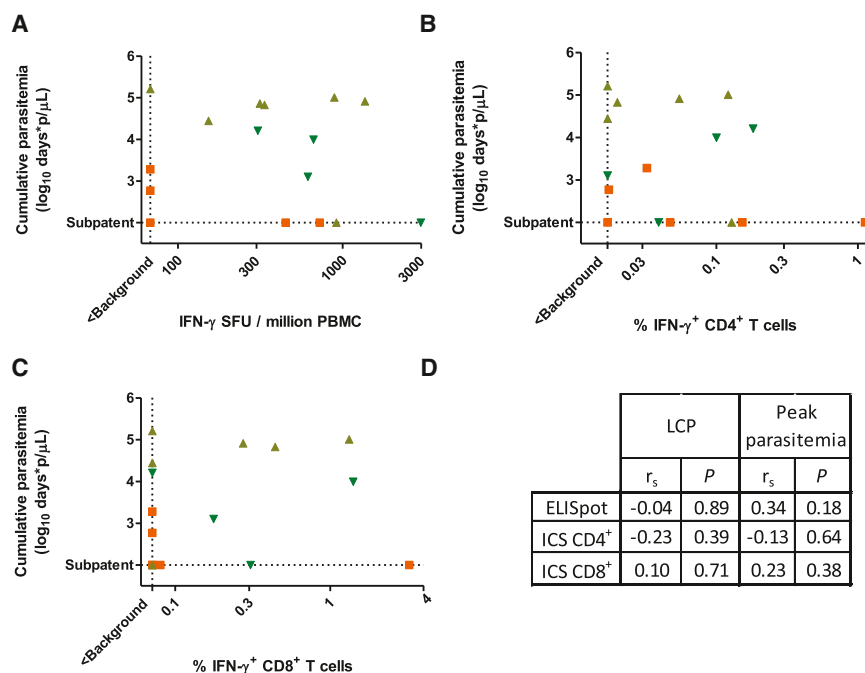 A
Cumulative parasitemia
(log₁₀ days*p/µL)
6
5
4
3
Subpatent
<Background
100
300
1000
3000
IFN-γ SFU / million PBMC
B
Cumulative parasitemia
(log₁₀ days*p/µL)
6
5
4
3
Subpatent
<Background
0.03
0.1
0.3
1
% IFN-γ⁺ CD4⁺ T cells
C
Cumulative parasitemia
(log₁₀ days*p/µL)
6
5
4
3
Subpatent
<Background
0.1
0.3
1
4
% IFN-γ⁺ CD8⁺ T cells
D
LCP Peak parasitemia
rₛ P rₛ P
ELISpot -0.04 0.89 0.34 0.18
ICS CD4⁺ -0.23 0.39 -0.13 0.64
ICS CD8⁺ 0.10 0.71 0.23 0.38